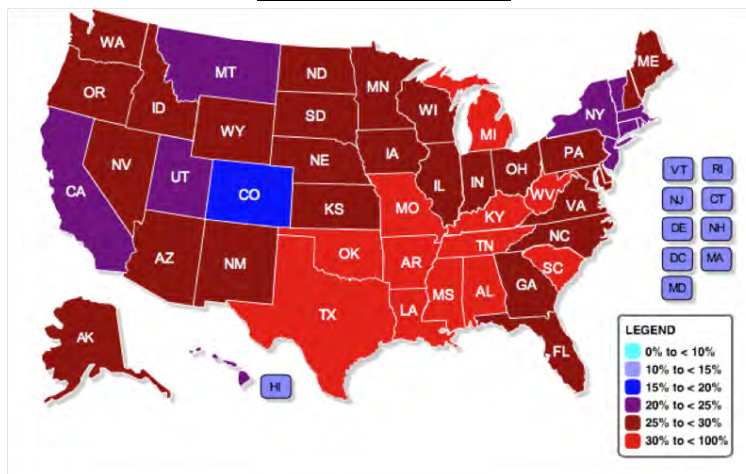 WA
MT
ND
ME
OR
MN
ID
SD
WI
NY
WY
MI
NE
IA
PA
NV
OH
UT
IL
IN
CA
CO
WV
VA
KS
MO
KY
NC
TN
AZ
NM
OK
AR
SC
MS
AL
GA
TX
LA
AK
FL
HI
VT RI
NJ CT
DE NH
DC MA
MD
LEGEND
0% to < 10%
10% to < 15%
15% to < 20%
20% to < 25%
25% to < 30%
30% to < 100%